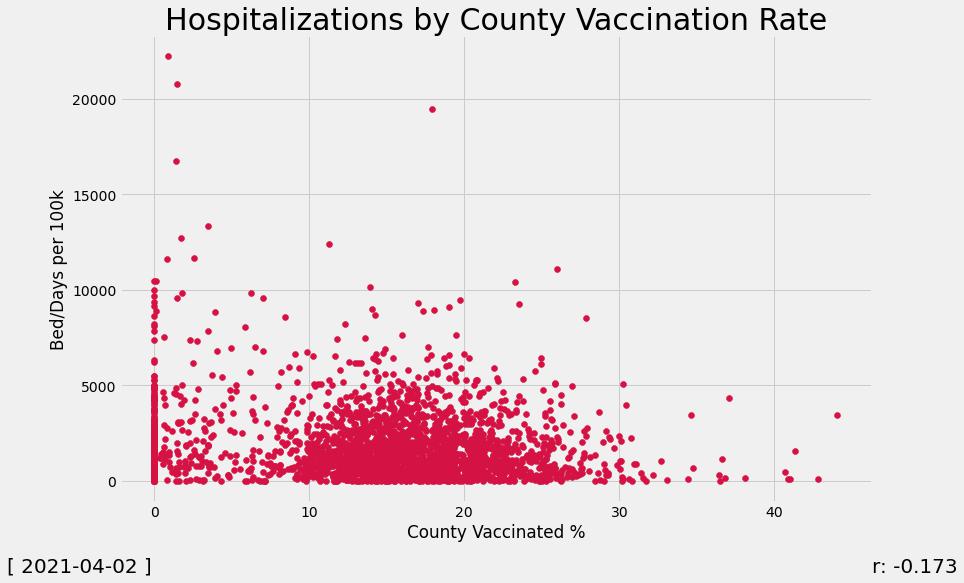 Hospitalizations by County Vaccination Rate
20000
15000
10000
5000
0
Bed/Days per 100k
0 10 20 30 40
County Vaccinated %
[ 2021-04-02 ] r: -0.173